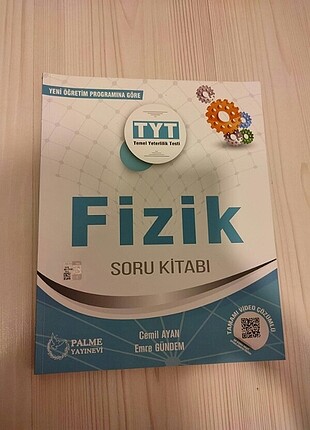 YENİ ÖĞRETİM PROGRAMINA GÖRE
TYT
Temel Yeterlilik Testi
Fizik
SORU KİTABI
Cemil AYAN
Emre GÜNDEM
PALME
YAYINEVİ
TAMAMI VİDEO ÇÖZÜMLÜ